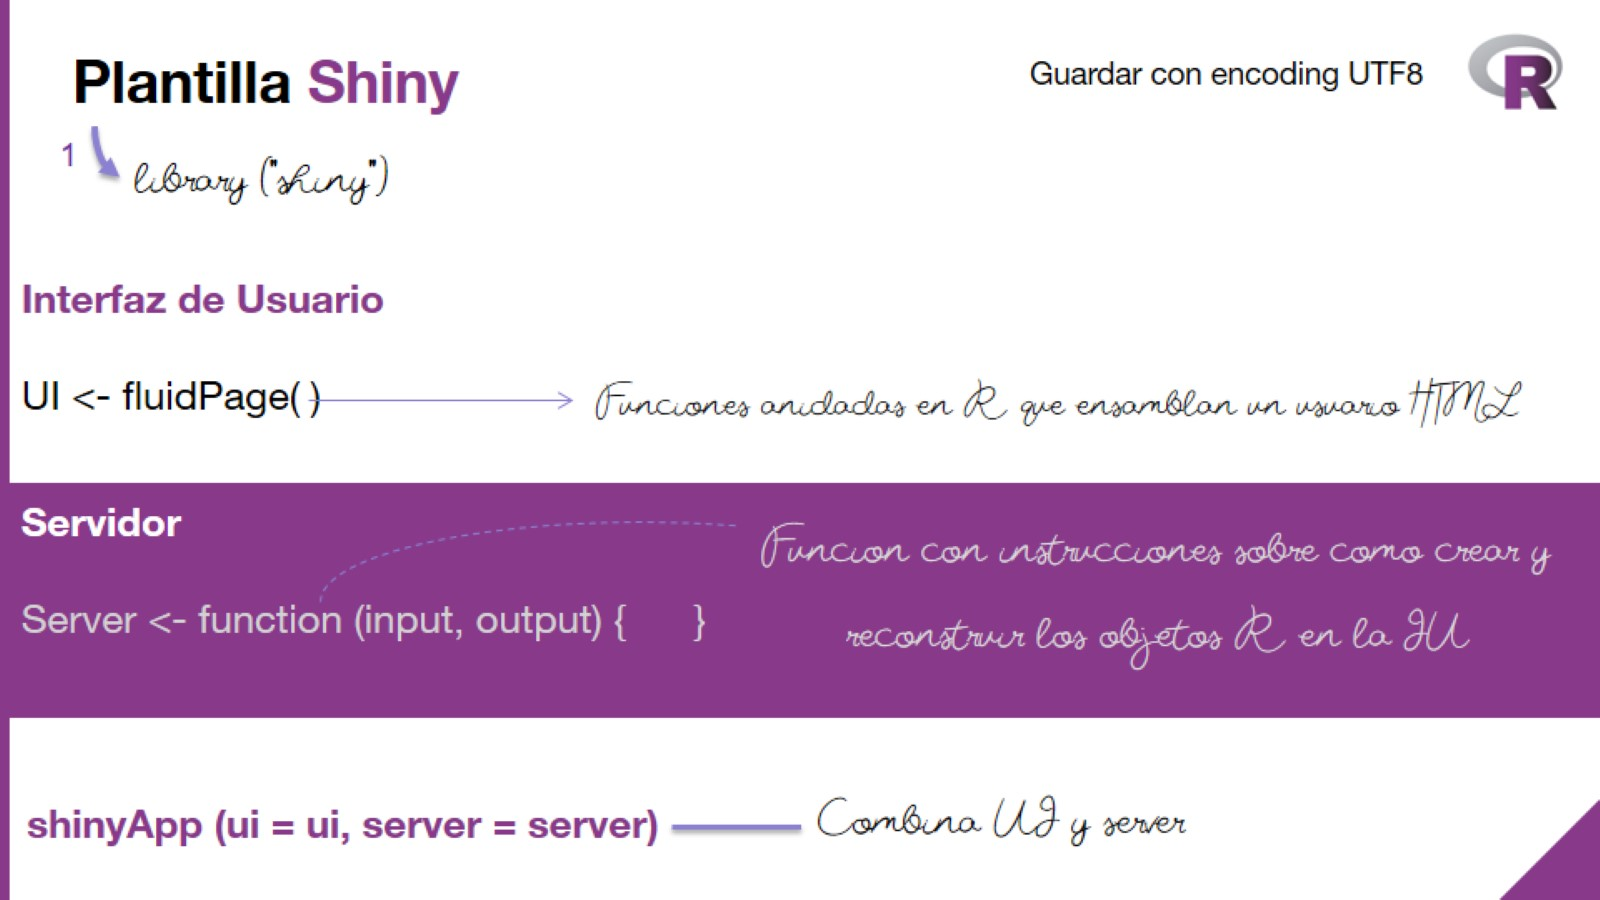 Plantilla Shiny
Guardar con encoding UTF8
R
1
library ("shiny")
Interfaz de Usuario
UI <- fluidPage( )
Funciones anidadas en R que ensamblan un usuario HTML
Servidor
Funcion con instrucciones sobre como crear y
reconstruir los objetos R en la IU
Server <- function (input, output) { }
shinyApp (ui = ui, server = server)
Combina UI y server